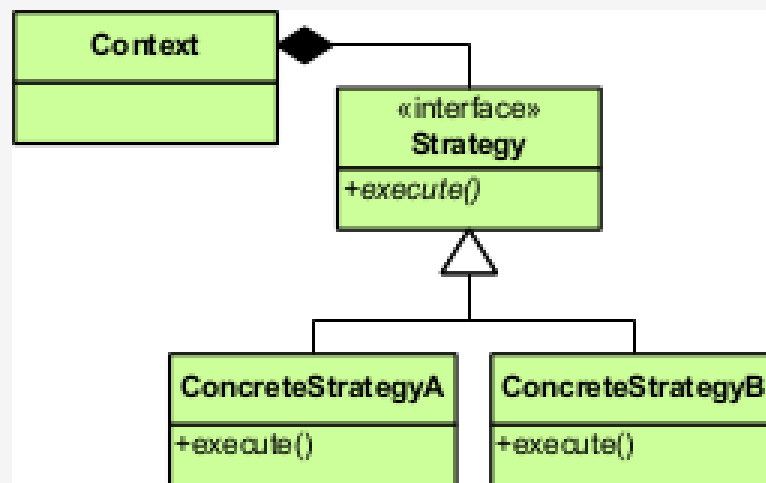 Context
«interface»
Strategy
+execute()
ConcreteStrategyA
ConcreteStrategyB
+execute()
+execute()